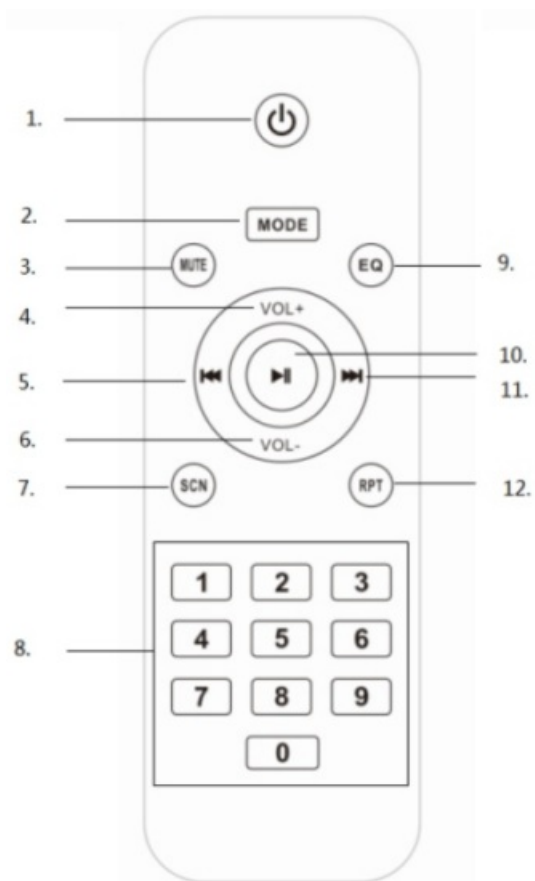 1.
2. MODE
3. MUTE EQ 9.
4. VOL+
10.
5. 11.
6. VOL-
7. SCN RPT 12.
1 2 3
4 5 6
8.
7 8 9
0